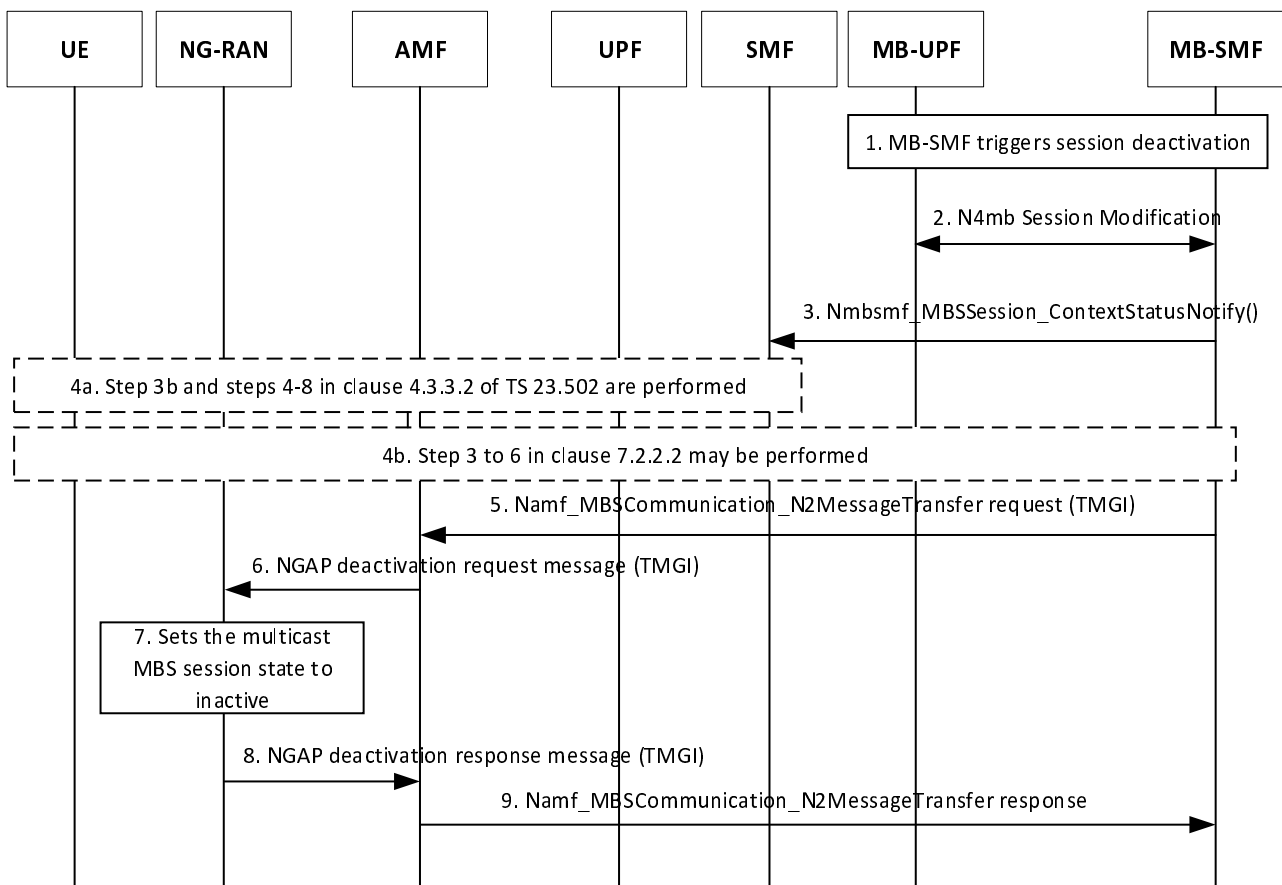 UE
NG-RAN
AMF
UPF
SMF
MB-UPF
MB-SMF
1. MB-SMF triggers session deactivation
2. N4mb Session Modification
3. Nmbsmf_MBSSession_ContextStatusNotify()
4a. Step 3b and steps 4-8 in clause 4.3.3.2 of TS 23.502 are performed
4b. Step 3 to 6 in clause 7.2.2.2 may be performed
5. Namf_MBSCommunication_N2MessageTransfer request (TMGI)
6. NGAP deactivation request message (TMGI)
7. Sets the multicast
MBS session state to
inactive
8. NGAP deactivation response message (TMGI)
9. Namf_MBSCommunication_N2MessageTransfer response